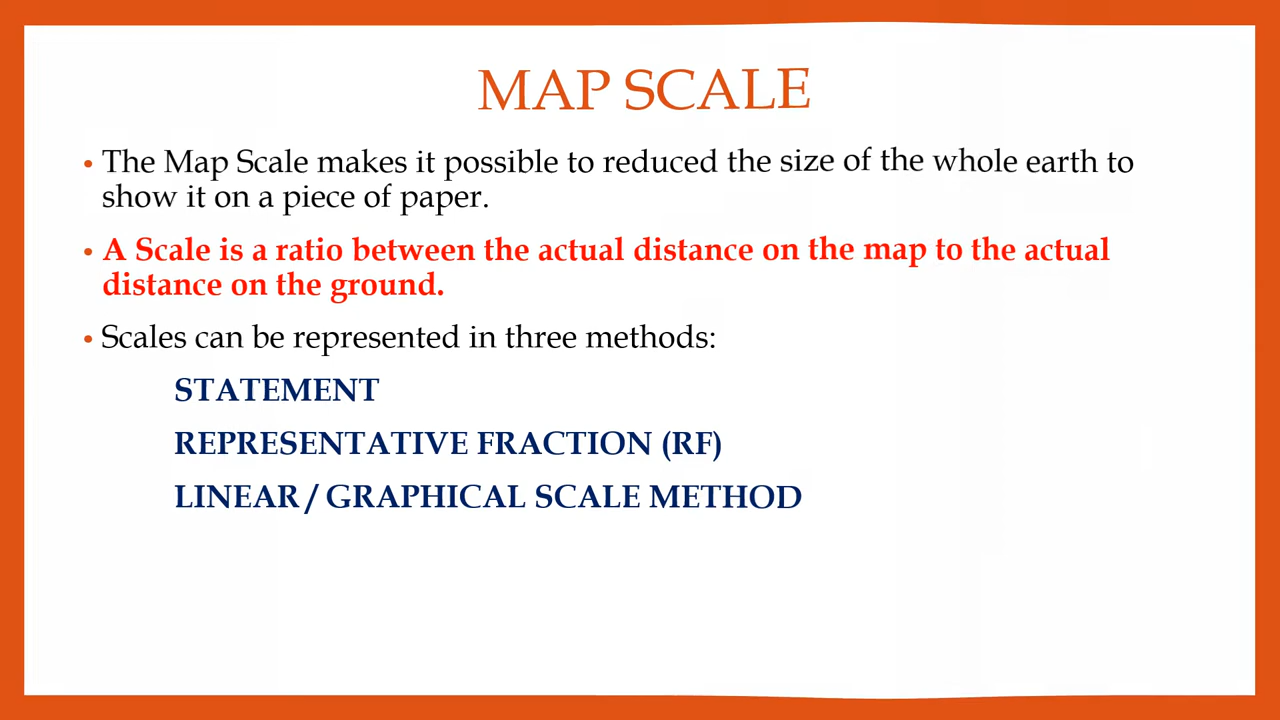 MAP SCALE
• The Map Scale makes it possible to reduced the size of the whole earth to
show it on a piece of paper.
• A Scale is a ratio between the actual distance on the map to the actual
distance on the ground.
• Scales can be represented in three methods:
STATEMENT
REPRESENTATIVE FRACTION (RF)
LINEAR / GRAPHICAL SCALE METHOD